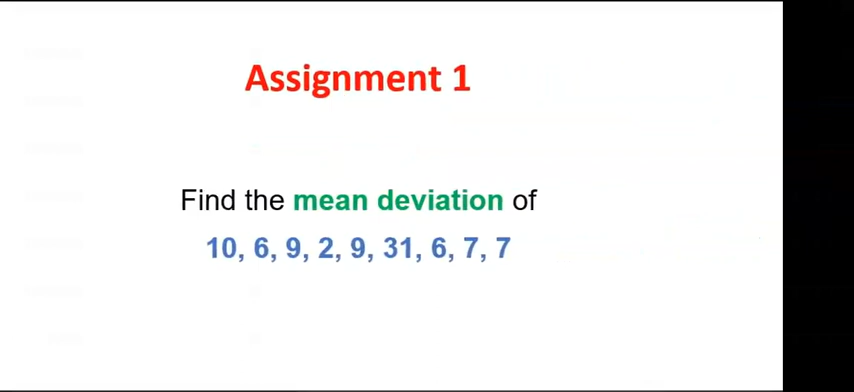 Assignment 1
Find the mean deviation of
10, 6, 9, 2, 9, 31, 6, 7, 7